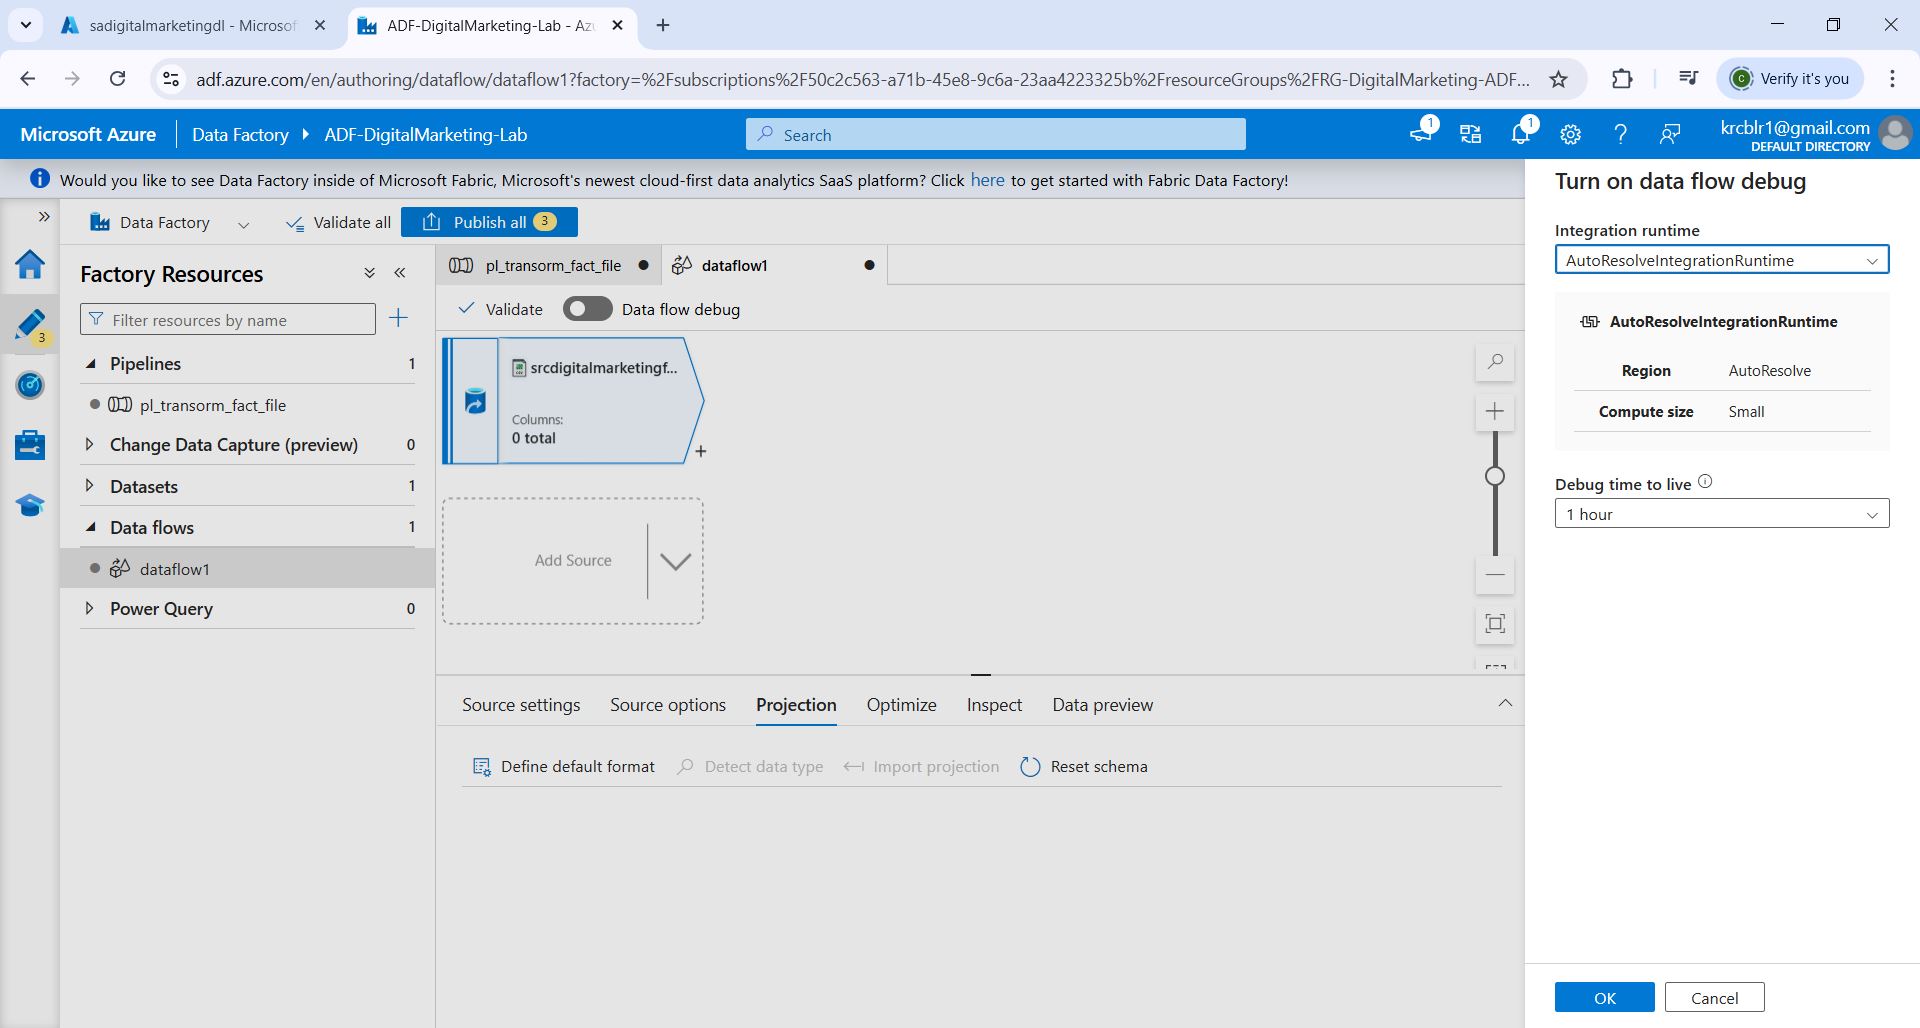 sadigitalmarketingdl - Microsof
ADF-DigitalMarketing-Lab - Az
adf.azure.com/en/authoring/dataflow/dataflow1?factory=%2Fsubscriptions%2F50c2c563-a71b-45e8-9c6a-23aa4223325b%2FresourceGroups%2FRG-DigitalMarketing-ADF...
Verify it's you
Microsoft Azure
Data Factory
ADF-DigitalMarketing-Lab
Search
1
1
krcblr1@gmail.com
DEFAULT DIRECTORY
Would you like to see Data Factory inside of Microsoft Fabric, Microsoft's newest cloud-first data analytics SaaS platform? Click here to get started with Fabric Data Factory!
Data Factory
Validate all
Publish all 3
3
Factory Resources
Filter resources by name
Pipelines 1
pl_transorm_fact_file
Change Data Capture (preview) 0
Datasets 1
Data flows 1
dataflow1
Power Query 0
pl_transorm_fact_file
dataflow1
Validate
Data flow debug
srcdigitalmarketingf...
Columns:
0 total
Add Source
Source settings
Source options
Projection
Optimize
Inspect
Data preview
Define default format
Detect data type
Import projection
Reset schema
Turn on data flow debug
Integration runtime
AutoResolveIntegrationRuntime
AutoResolveIntegrationRuntime
Region AutoResolve
Compute size Small
Debug time to live
1 hour
OK
Cancel